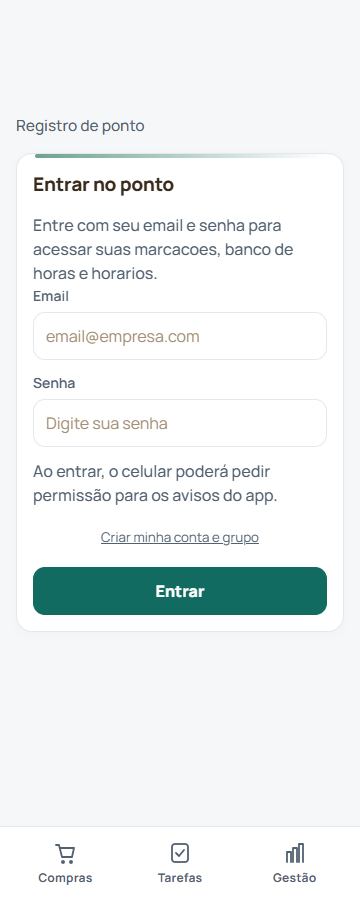 Registro de ponto
Entrar no ponto
Entre com seu email e senha para
acessar suas marcacoes, banco de
horas e horarios.
Email
email@empresa.com
Senha
Digite sua senha
Ao entrar, o celular poderá pedir
permissão para os avisos do app.
Criar minha conta e grupo
Entrar
Compras
Tarefas
Gestão